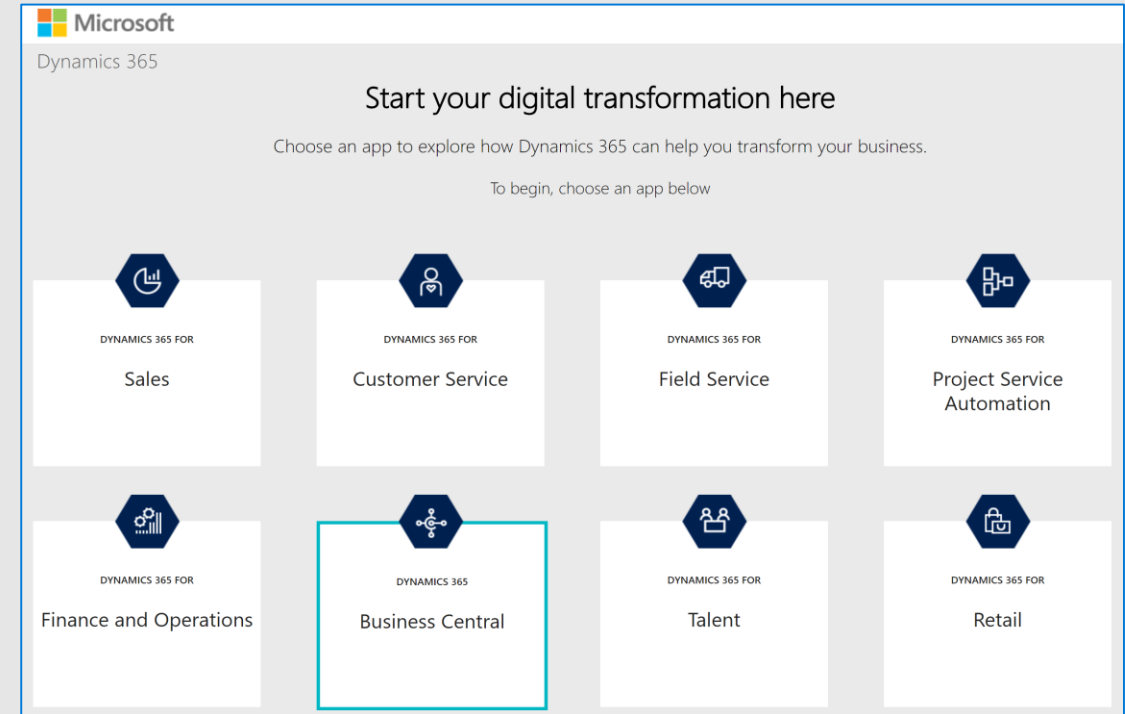 Microsoft
Dynamics 365
Start your digital transformation here
Choose an app to explore how Dynamics 365 can help you transform your business.
To begin, choose an app below
DYNAMICS 365 FOR
Sales
DYNAMICS 365 FOR
Customer Service
DYNAMICS 365 FOR
Field Service
DYNAMICS 365 FOR
Project Service
Automation
DYNAMICS 365 FOR
Finance and Operations
DYNAMICS 365
Business Central
DYNAMICS 365 FOR
Talent
DYNAMICS 365 FOR
Retail